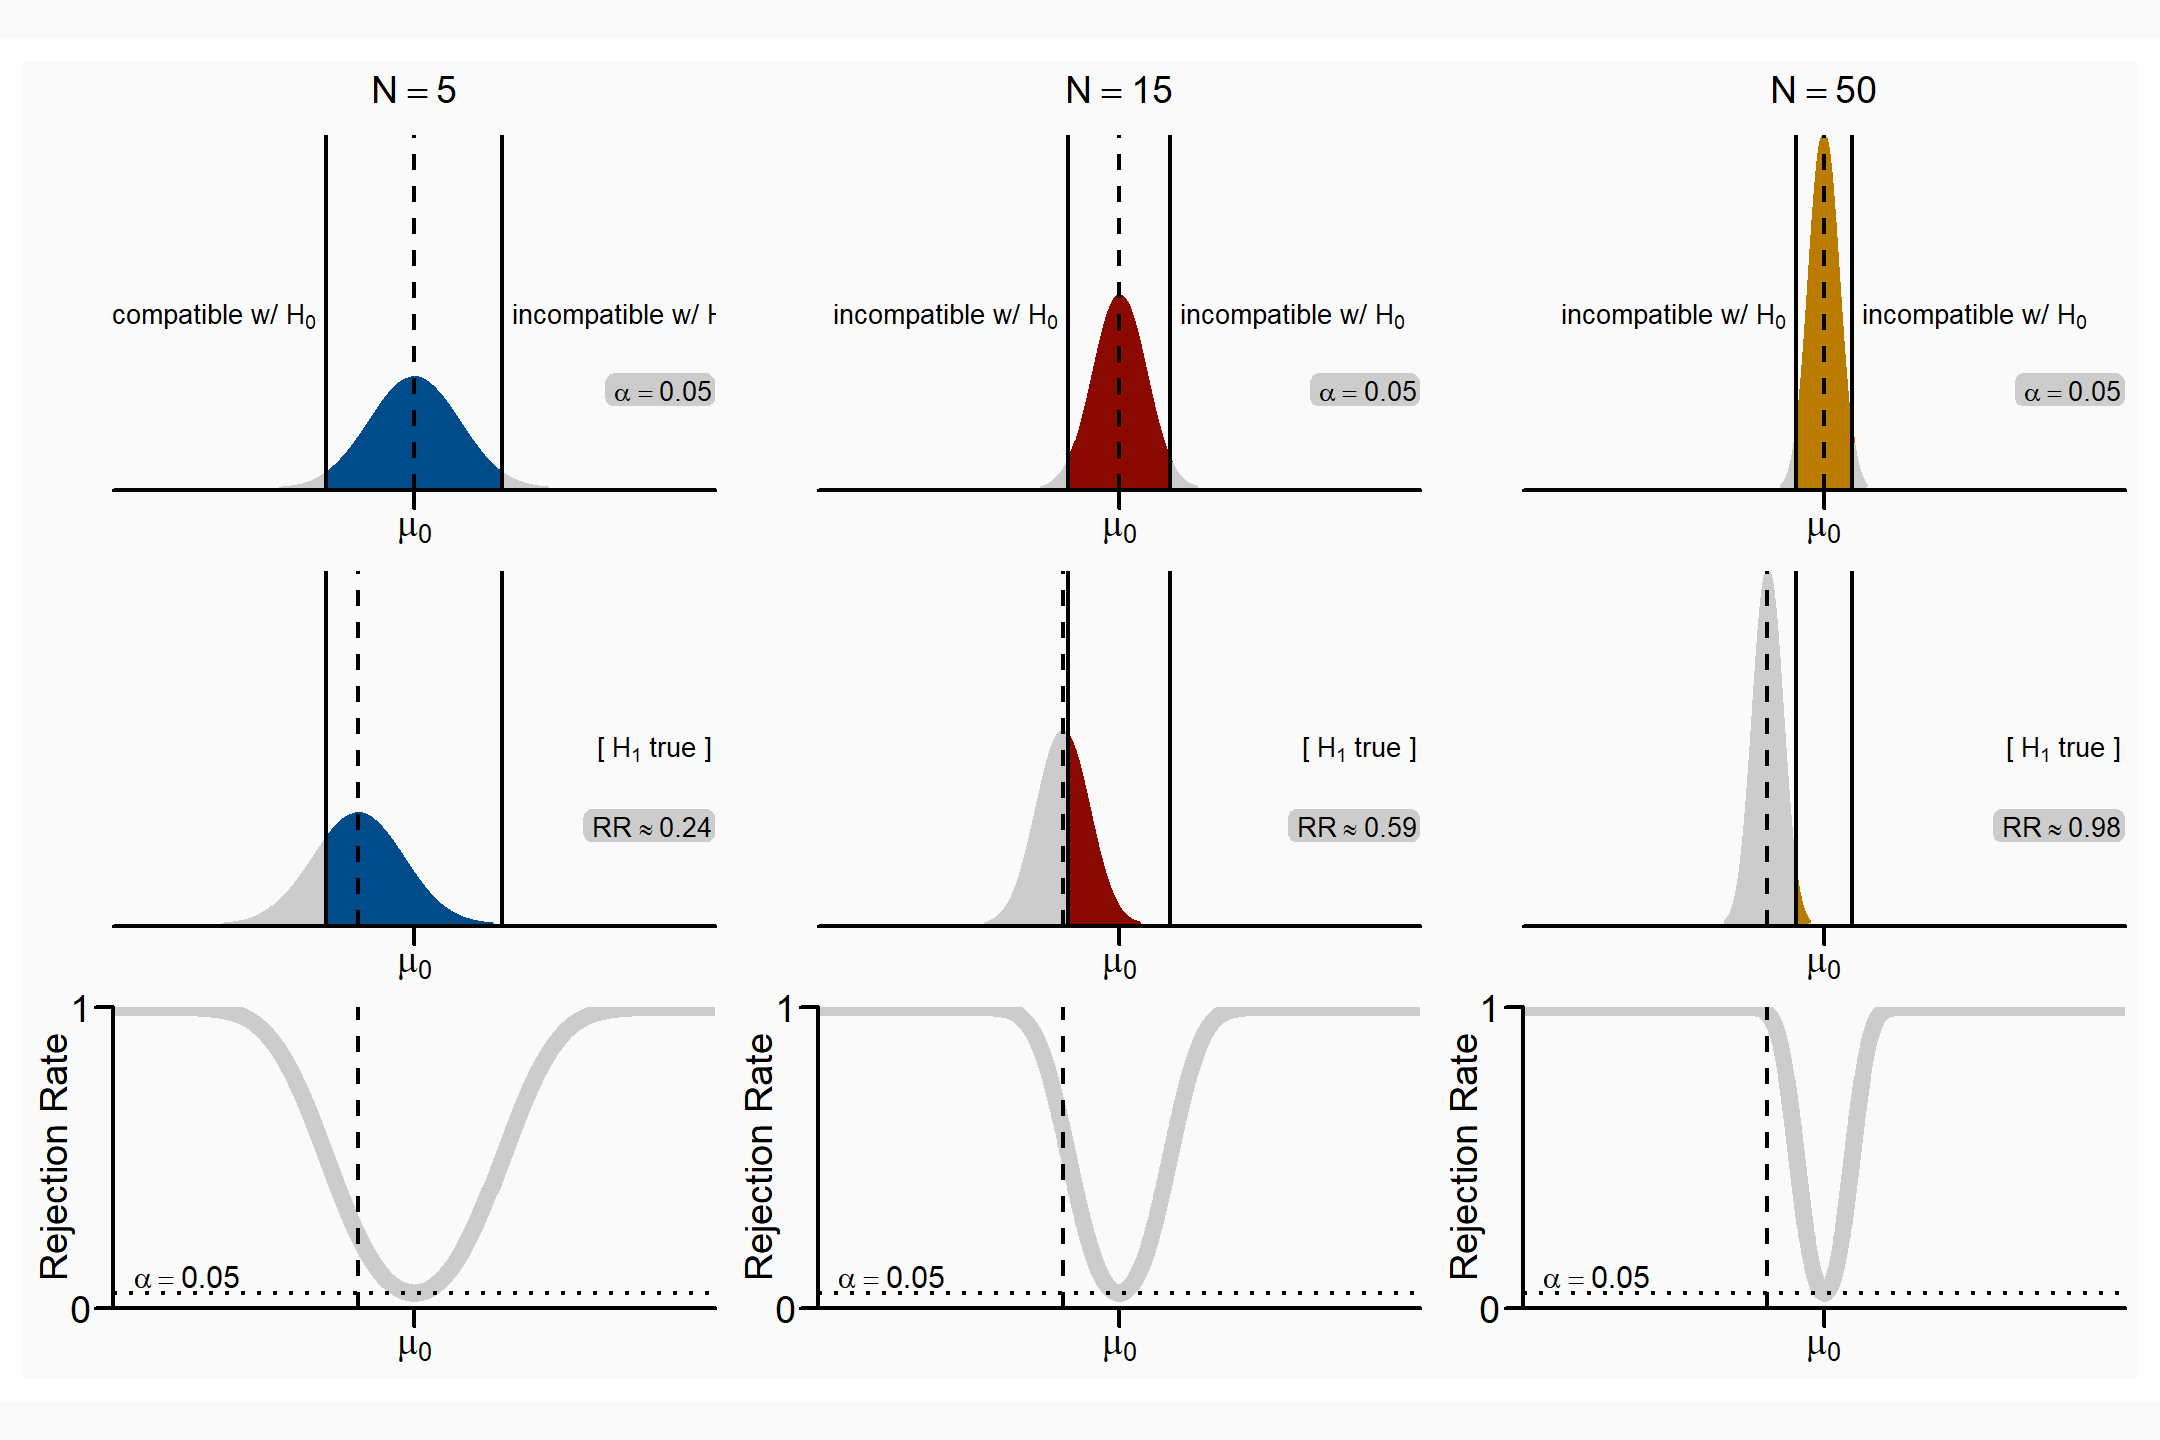 N = 5
N = 15
N = 50
compatible w/ H₀
incompatible w/ H
incompatible w/ H₀
incompatible w/ H₀
incompatible w/ H₀
incompatible w/ H₀
α = 0.05
α = 0.05
α = 0.05
μ₀
μ₀
μ₀
[ H₁ true ]
[ H₁ true ]
[ H₁ true ]
RR ≈ 0.24
RR ≈ 0.59
RR ≈ 0.98
μ₀
μ₀
μ₀
1
Rejection Rate
α = 0.05
0
μ₀
1
Rejection Rate
α = 0.05
0
μ₀
1
Rejection Rate
α = 0.05
0
μ₀